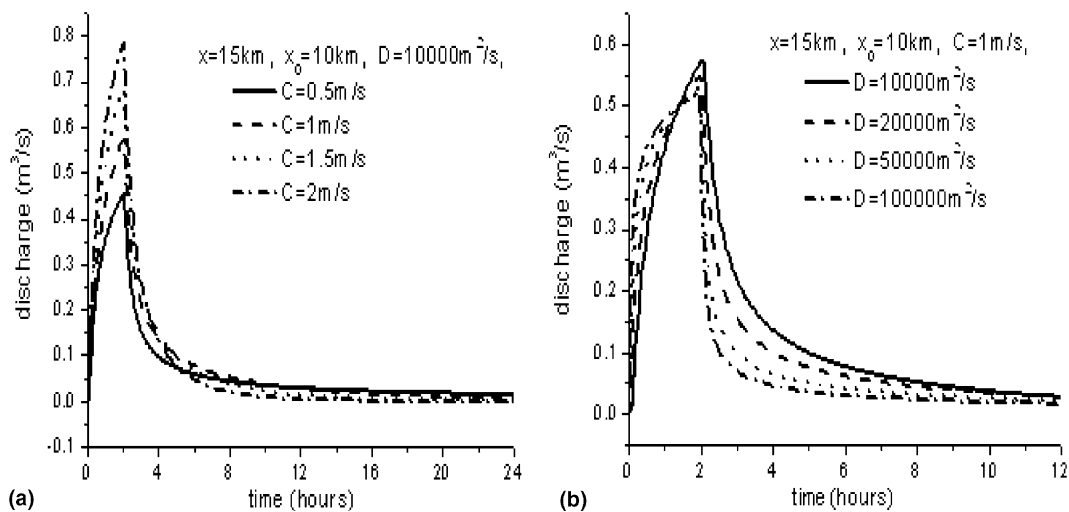 x=15km, x₀=10km, D=10000m²/s,
C=0.5m/s
C=1m/s
C=1.5m/s
C=2m/s
discharge (m³/s)
0.8
0.7
0.6
0.5
0.4
0.3
0.2
0.1
0.0
-0.1
0 4 8 12 16 20 24
time (hours)
(a)
x=15km, x₀=10km, C=1m/s,
D=10000m²/s
D=20000m²/s
D=50000m²/s
D=100000m²/s
discharge (m³/s)
0.6
0.5
0.4
0.3
0.2
0.1
0.0
0 2 4 6 8 10 12
time (hours)
(b)